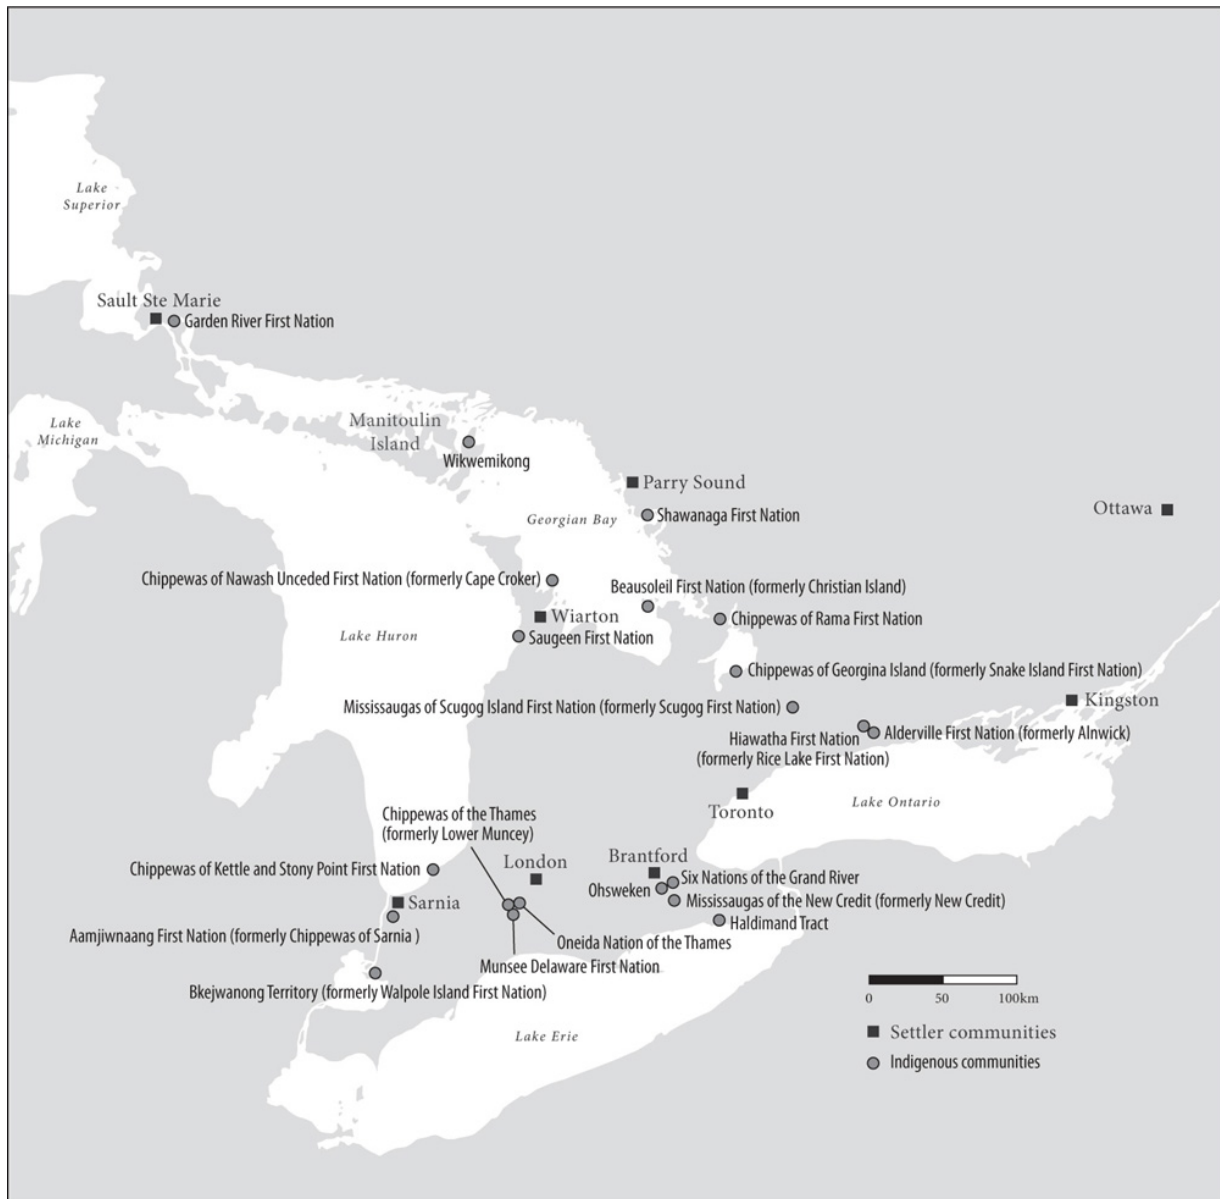 Lake
Superior
Sault Ste Marie
Garden River First Nation
Lake
Michigan
Manitoulin
Island
Wikwemikong
Parry Sound
Shawanaga First Nation
Georgian Bay
Ottawa
Chippewas of Nawash Unceded First Nation (formerly Cape Croker)
Beausoleil First Nation (formerly Christian Island)
Wiarton
Chippewas of Rama First Nation
Lake Huron
Saugeen First Nation
Chippewas of Georgina Island (formerly Snake Island First Nation)
Mississaugas of Scugog Island First Nation (formerly Scugog First Nation)
Kingston
Hiawatha First Nation
(formerly Rice Lake First Nation)
Alderville First Nation (formerly Alnwick)
Lake Ontario
Toronto
Chippewas of the Thames
(formerly Lower Muncey)
London
Brantford
Chippewas of Kettle and Stony Point First Nation
Six Nations of the Grand River
Ohsweken
Mississaugas of the New Credit (formerly New Credit)
Sarnia
Haldimand Tract
Aamjiwnaang First Nation (formerly Chippewas of Sarnia )
Oneida Nation of the Thames
Munsee Delaware First Nation
Bkejwanong Territory (formerly Walpole Island First Nation)
Lake Erie
0 50 100km
Settler communities
Indigenous communities